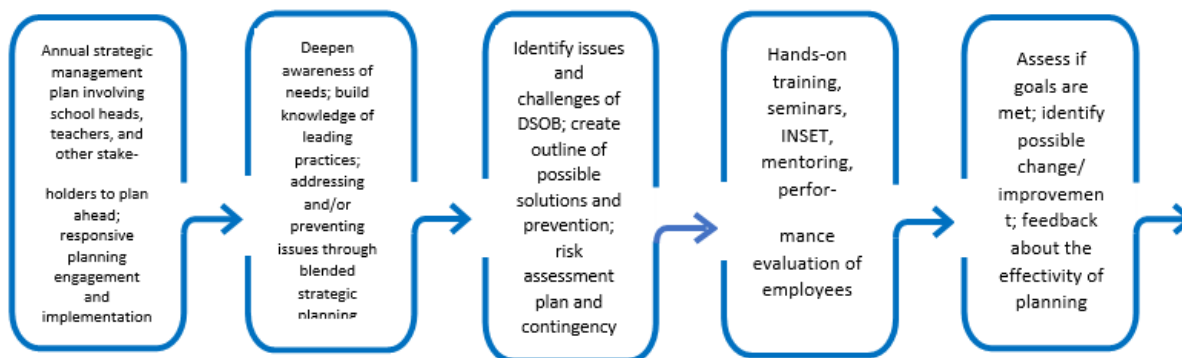 Annual strategic
management
plan involving
school heads,
teachers, and
other stake-
holders to plan
ahead;
responsive
planning
engagement
and
implementation
Deepen
awareness of
needs; build
knowledge of
leading
practices;
addressing
and/or
preventing
issues through
blended
strategic
planning
Identify issues
and
challenges of
DSOB; create
outline of
possible
solutions and
prevention;
risk
assessment
plan and
contingency
Hands-on
training,
seminars,
INSET,
mentoring,
perfor-
mance
evaluation of
employees
Assess if
goals are
met; identify
possible
change/
improvemen
t; feedback
about the
effectivity of
planning